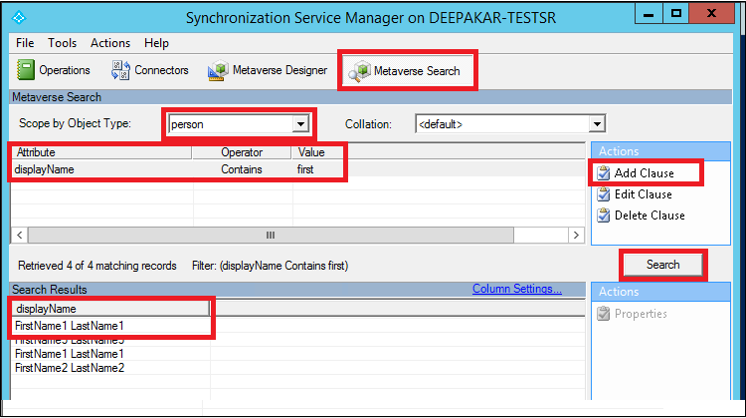 Synchronization Service Manager on DEEPAKAR-TESTSR
File Tools Actions Help
Operations Connectors Metaverse Designer Metaverse Search
Metaverse Search
Scope by Object Type: person Collation: <default>
Attribute Operator Value Actions
displayName Contains first Add Clause
Edit Clause
Delete Clause
Retrieved 4 of 4 matching records Filter: (displayName Contains first) Search
Search Results Column Settings... Actions
displayName Properties
FirstName1 LastName1
FirstName1 LastName1
FirstName2 LastName2